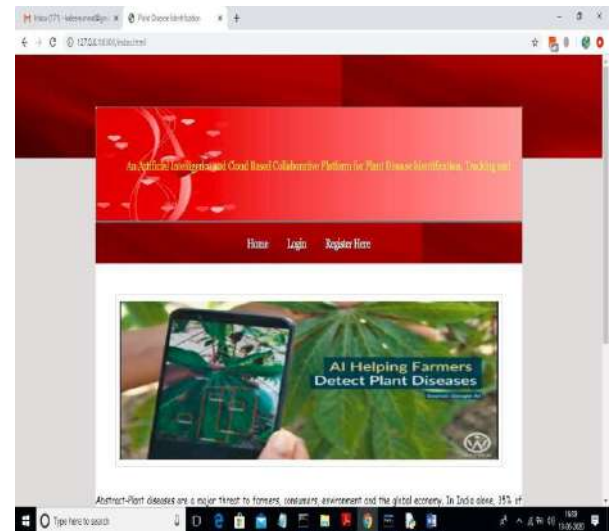 Plant Disease Identification
An Artificial Intelligence and Cloud Based Collaborative Platform for Plant Disease Identification, Tracking and
Home Login Register Here
AI Helping Farmers
Detect Plant Diseases
Abstract-Plant diseases are a major threat to farmers, consumers, environment and the global economy. In India alone, 35% of
Type here to search